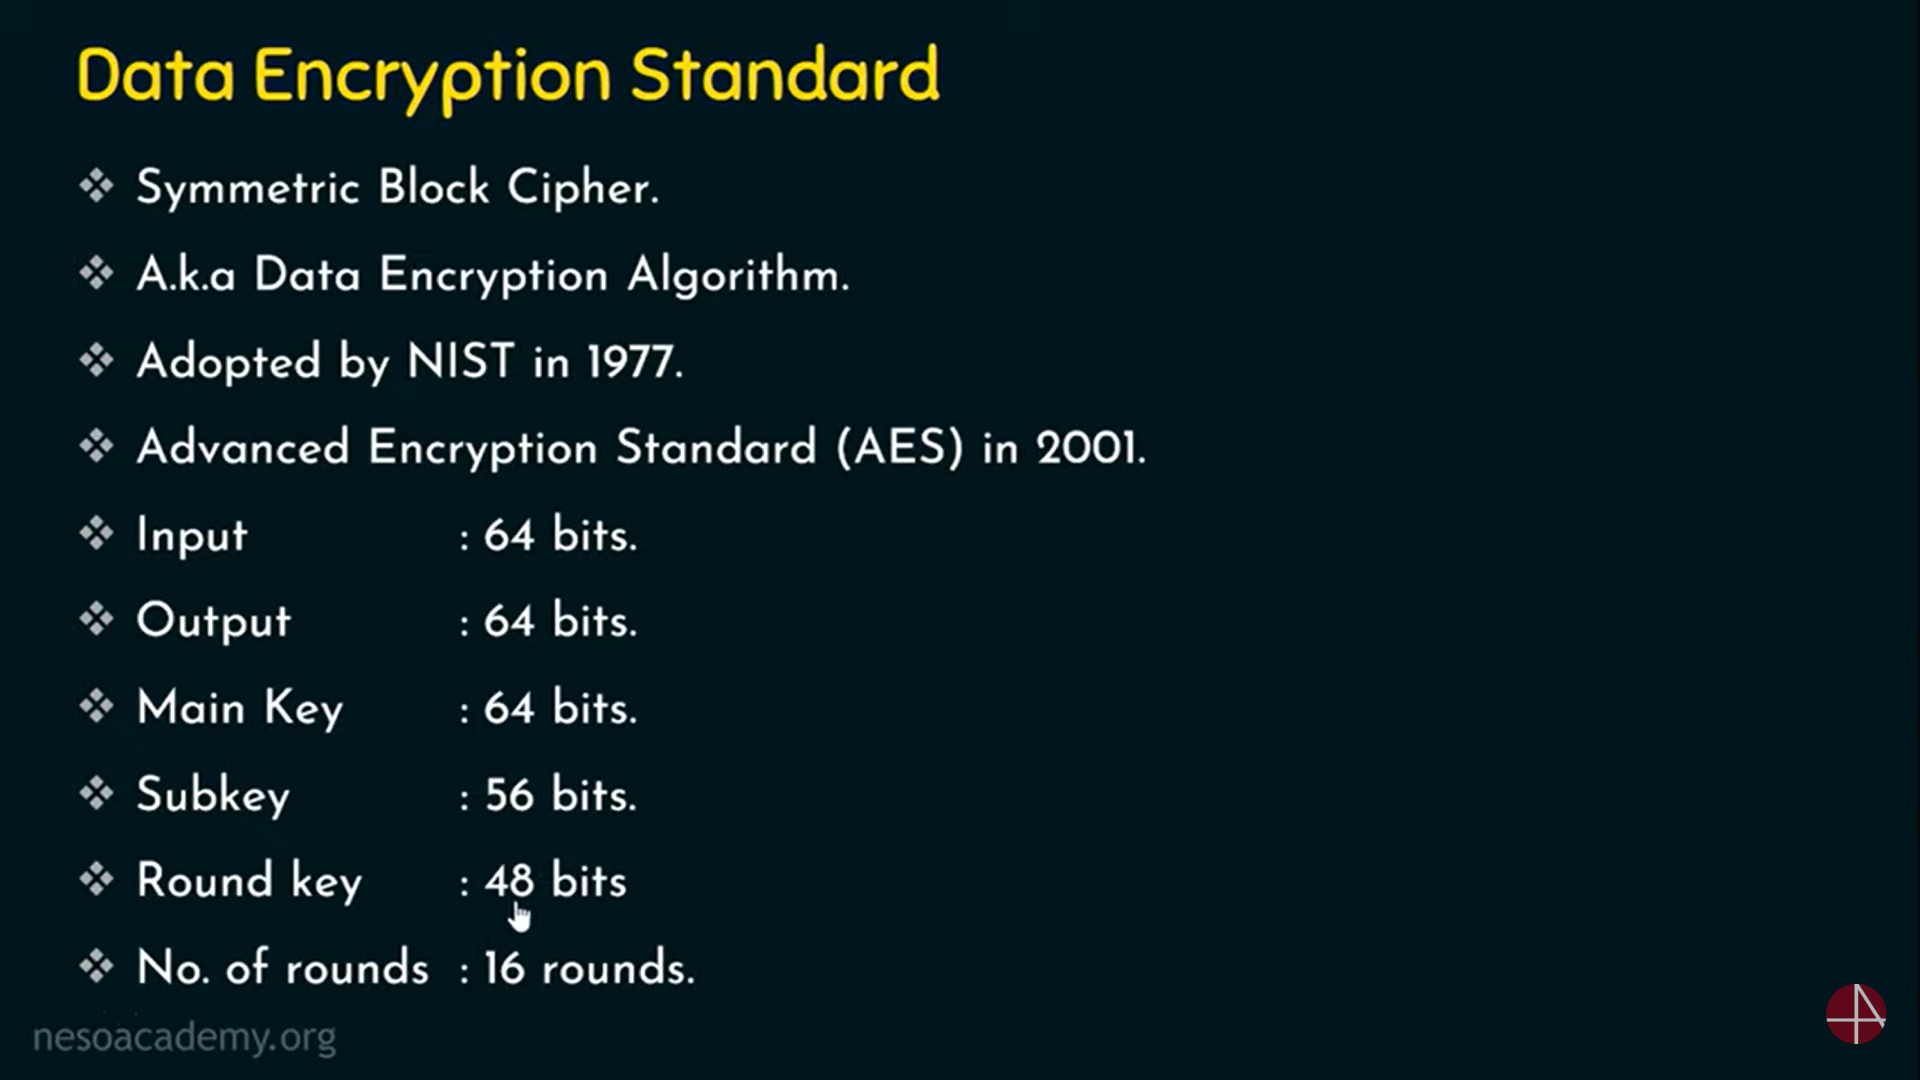 Data Encryption Standard
Symmetric Block Cipher.
A.k.a Data Encryption Algorithm.
Adopted by NIST in 1977.
Advanced Encryption Standard (AES) in 2001.
Input : 64 bits.
Output : 64 bits.
Main Key : 64 bits.
Subkey : 56 bits.
Round key : 48 bits
No. of rounds : 16 rounds.
nesoacademy.org